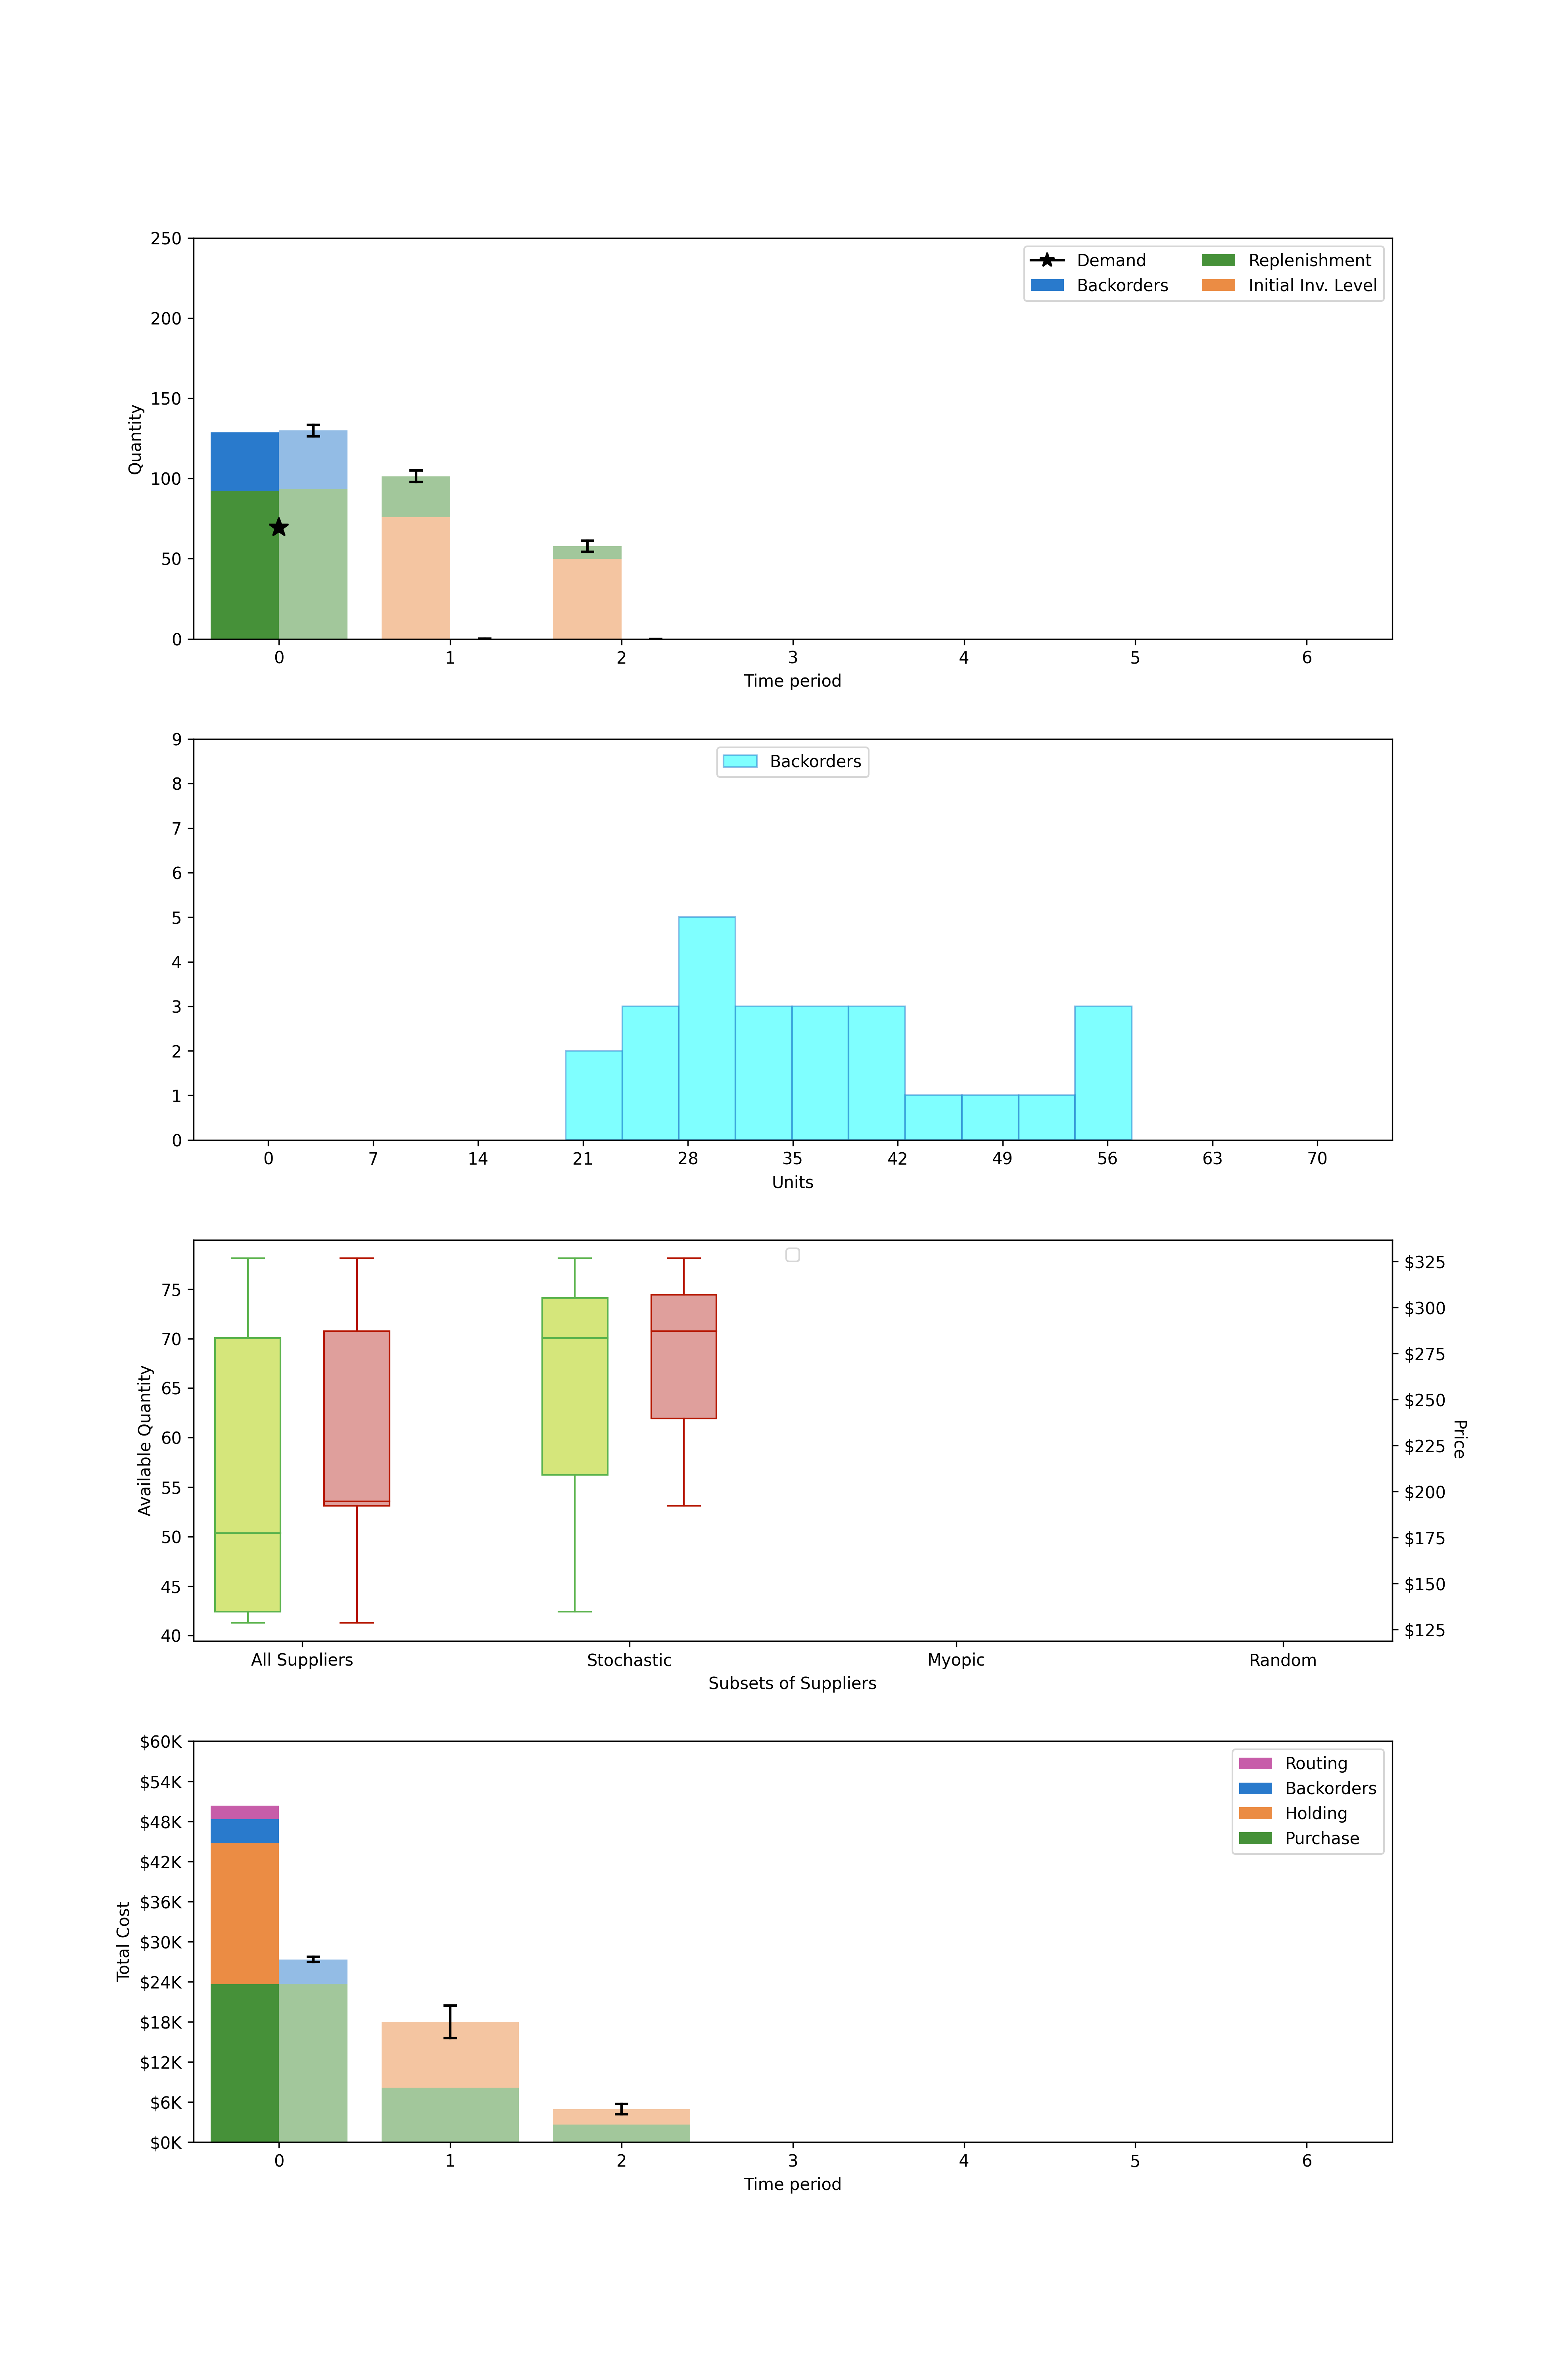 250
200
150
100
50
0
Quantity
Demand
Backorders
Replenishment
Initial Inv. Level
0 1 2 3 4 5 6
Time period
9
8
7
6
5
4
3
2
1
0
Backorders
0 7 14 21 28 35 42 49 56 63 70
Units
75
70
65
60
55
50
45
40
Available Quantity
$325
$300
$275
$250
$225
$200
$175
$150
$125
Price
All Suppliers Stochastic Myopic Random
Subsets of Suppliers
$60K
$54K
$48K
$42K
$36K
$30K
$24K
$18K
$12K
$6K
$0K
Total Cost
Routing
Backorders
Holding
Purchase
0 1 2 3 4 5 6
Time period